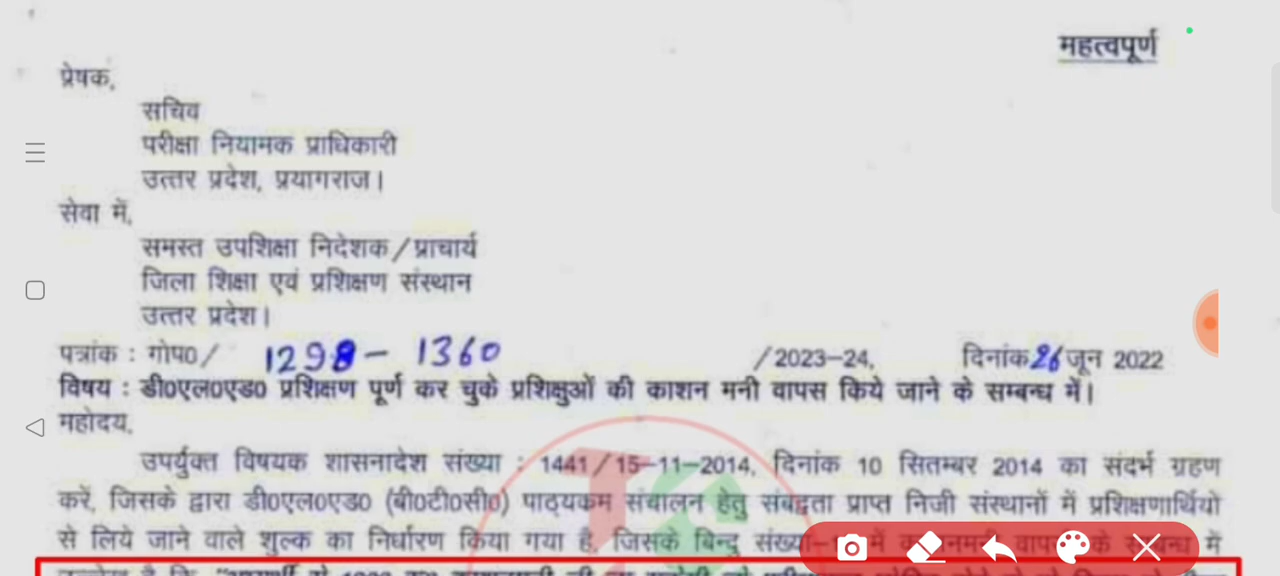 महत्वपूर्ण
प्रेषक,
सचिव
परीक्षा नियामक प्राधिकारी
उत्तर प्रदेश, प्रयागराज।
सेवा में,
समस्त उपशिक्षा निदेशक/प्राचार्य
जिला शिक्षा एवं प्रशिक्षण संस्थान
उत्तर प्रदेश।
पत्रांक : गोप0/ 1298 - 1360 /2023-24, दिनांक 26 जून 2022
विषय : डी0एल0एड0 प्रशिक्षण पूर्ण कर चुके प्रशिक्षुओं की काशन मनी वापस किये जाने के सम्बन्ध में।
महोदय,
उपर्युक्त विषयक शासनादेश संख्या : 1441/15-11-2014, दिनांक 10 सितम्बर 2014 का संदर्भ ग्रहण
करें, जिसके द्वारा डी0एल0एड0 (बी0टी0सी0) पाठ्यकम संचालन हेतु संबद्वता प्राप्त निजी संस्थानों में प्रशिक्षणार्थियों
से लिये जाने वाले शुल्क का निर्धारण किया गया है, जिसके बिन्दु संख्या में